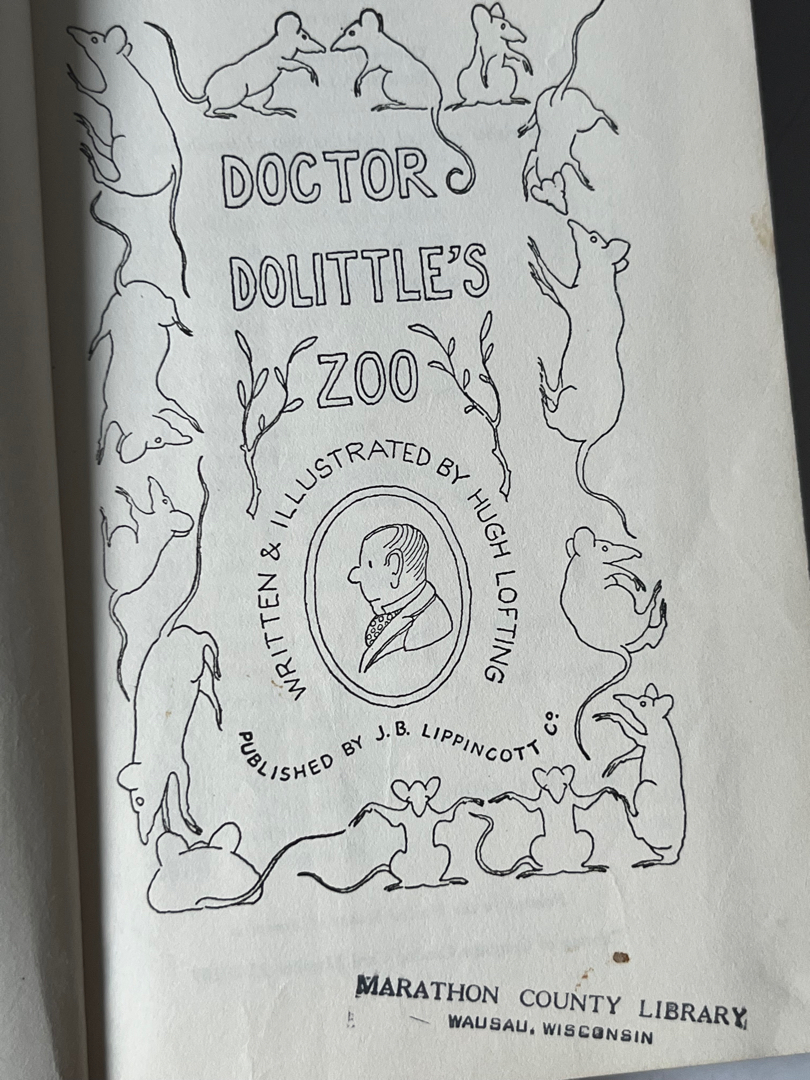 DOCTOR
DOLITTLE'S
ZOO
WRITTEN & ILLUSTRATED BY HUGH LOFTING
PUBLISHED BY J.B. LIPPINCOTT Co.
MARATHON COUNTY LIBRARY
WAUSAU, WISCONSIN